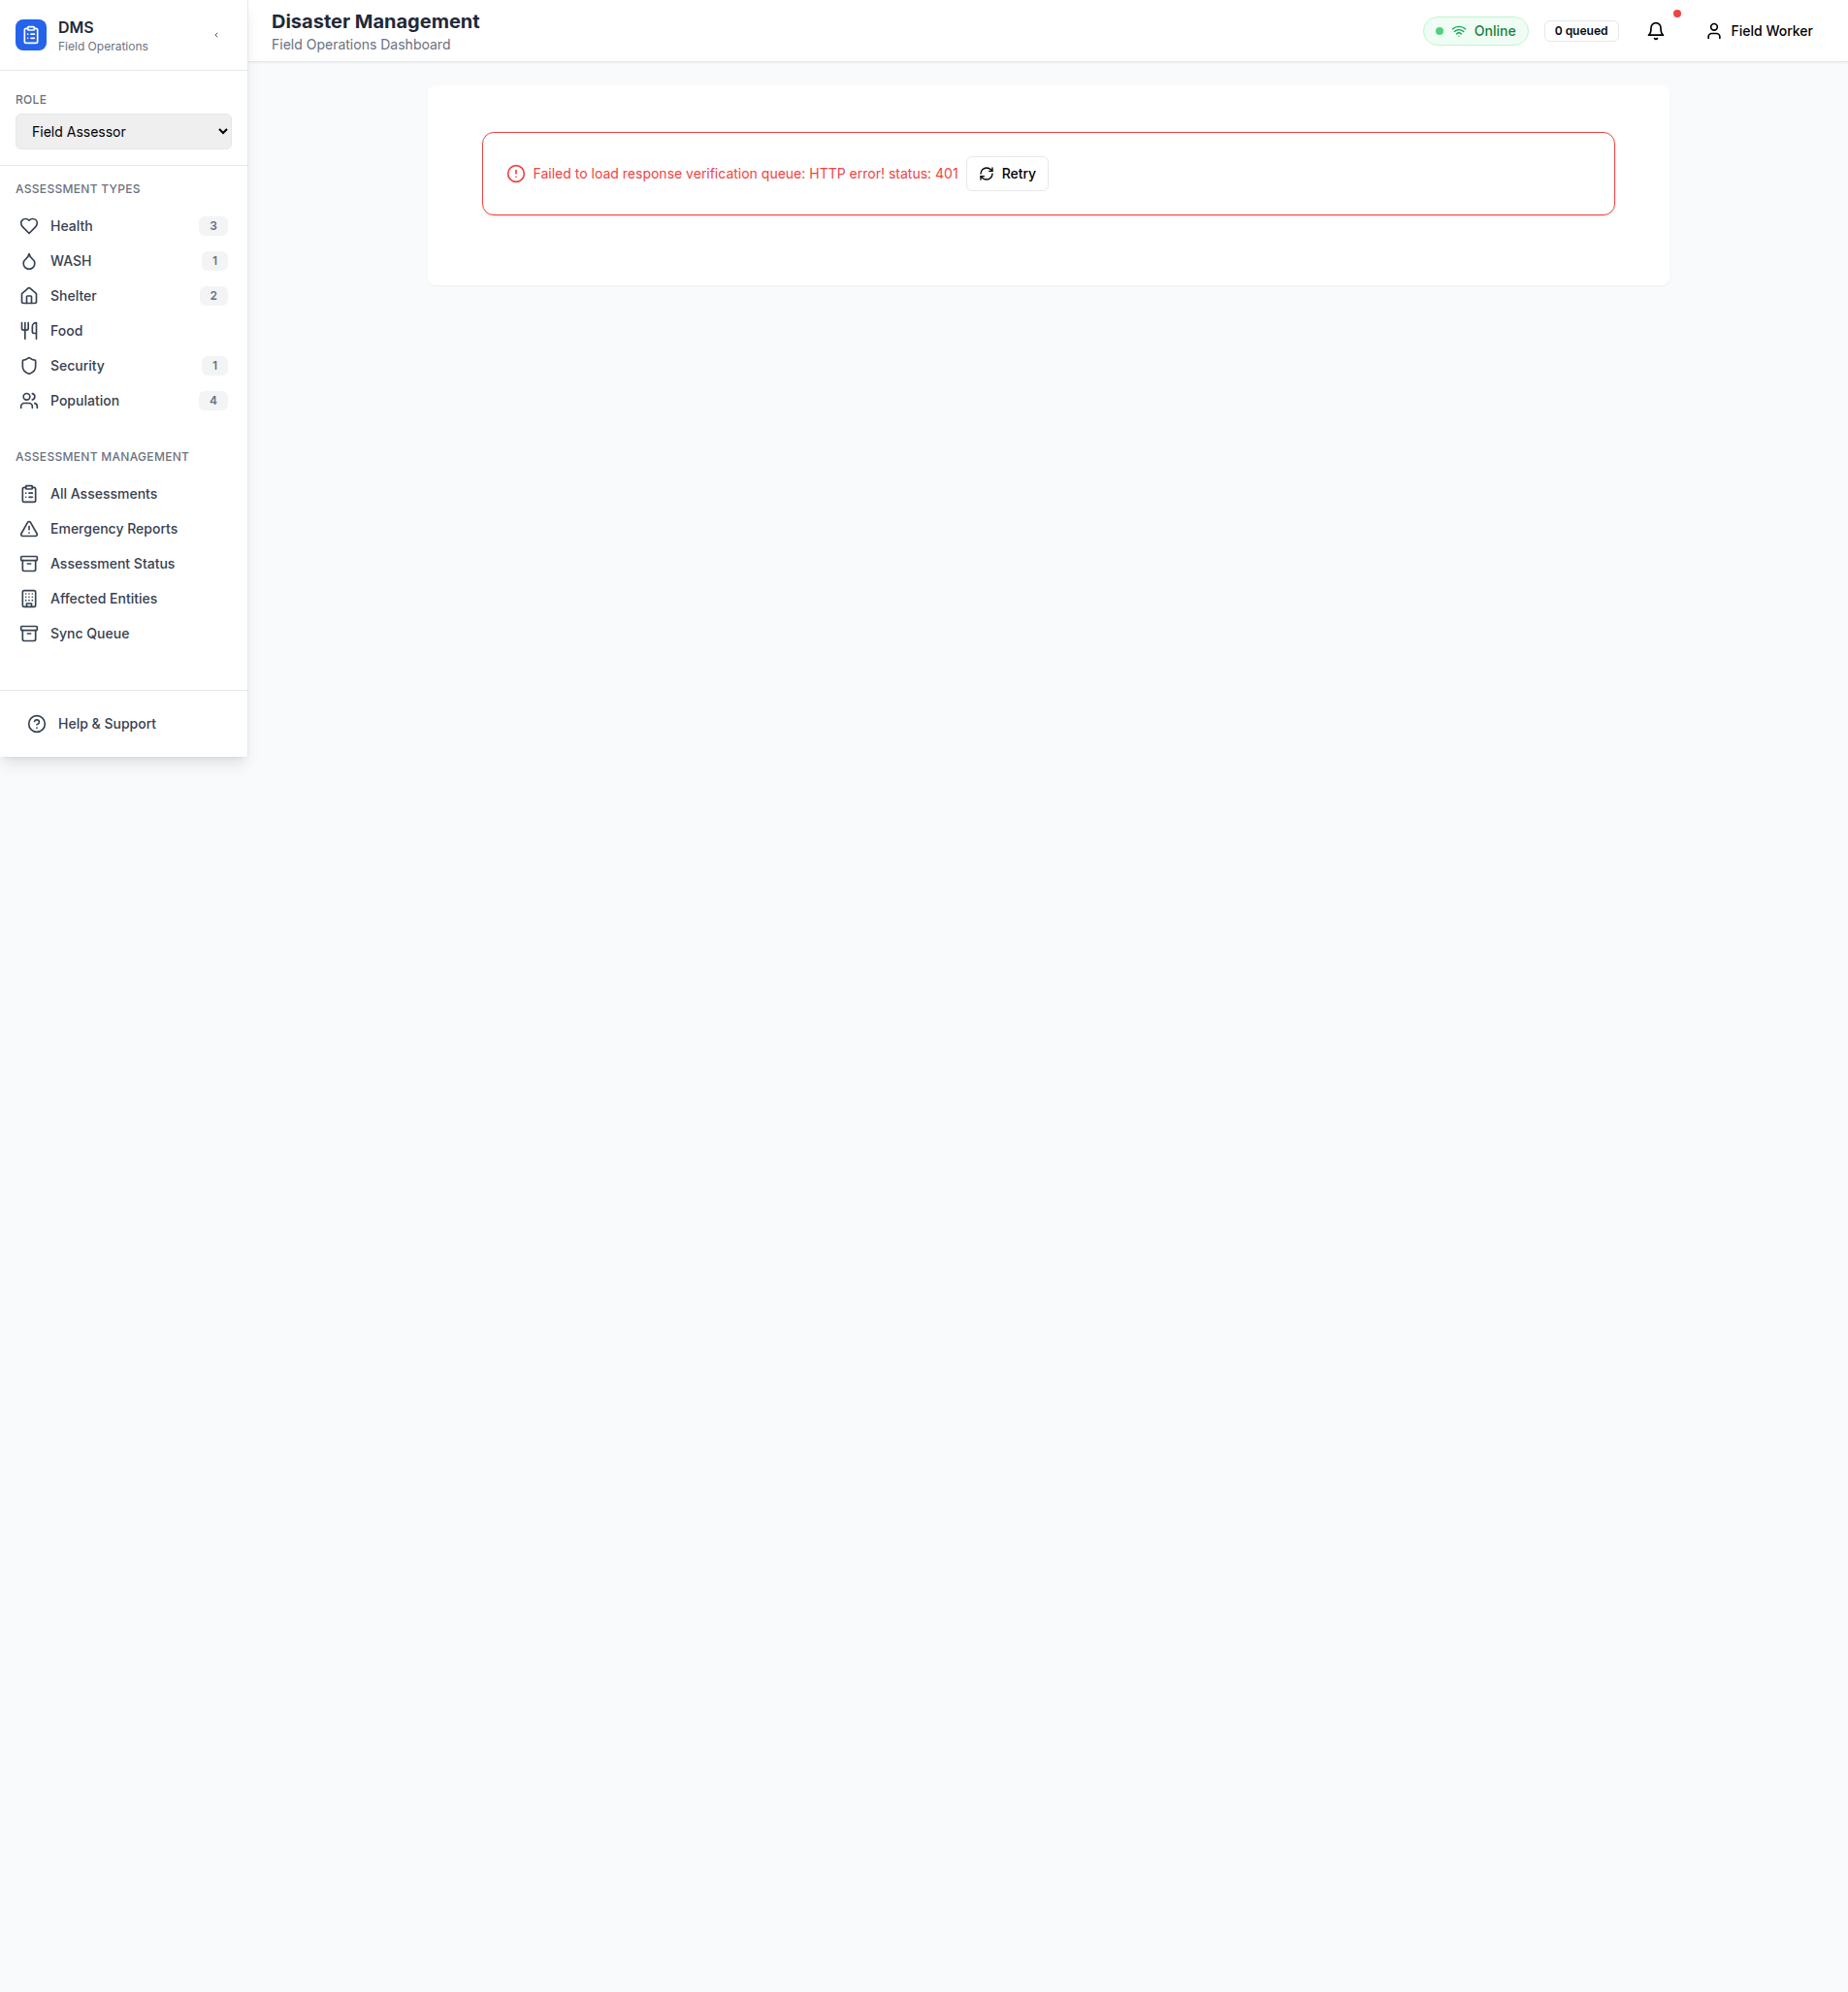 DMS
Field Operations
ROLE
Field Assessor
ASSESSMENT TYPES
Health 3
WASH 1
Shelter 2
Food
Security 1
Population 4
ASSESSMENT MANAGEMENT
All Assessments
Emergency Reports
Assessment Status
Affected Entities
Sync Queue
Help & Support
Disaster Management
Field Operations Dashboard
Online 0 queued Field Worker
Failed to load response verification queue: HTTP error! status: 401 Retry